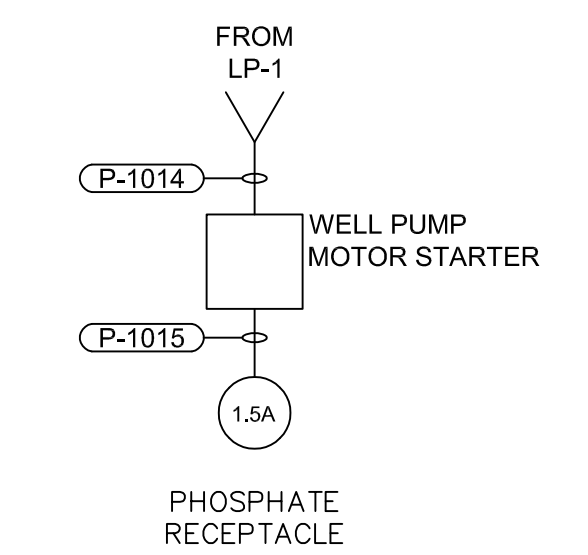 FROM
LP-1
P-1014
WELL PUMP
MOTOR STARTER
P-1015
1.5A
PHOSPHATE
RECEPTACLE